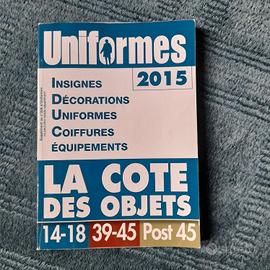 Uniformes
2015
INSIGNES
DÉCORATIONS
UNIFORMES
COIFFURES
ÉQUIPEMENTS
LA COTE
DES OBJETS
14-18 39-45 Post 45